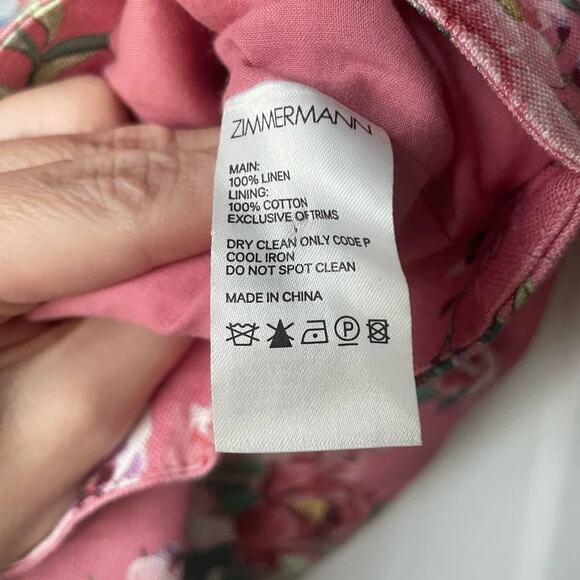 ZIMMERMANN
MAIN:
100% LINEN
LINING:
100% COTTON
EXCLUSIVE OF TRIMS
DRY CLEAN ONLY CODE P
COOL IRON
DO NOT SPOT CLEAN
MADE IN CHINA
P